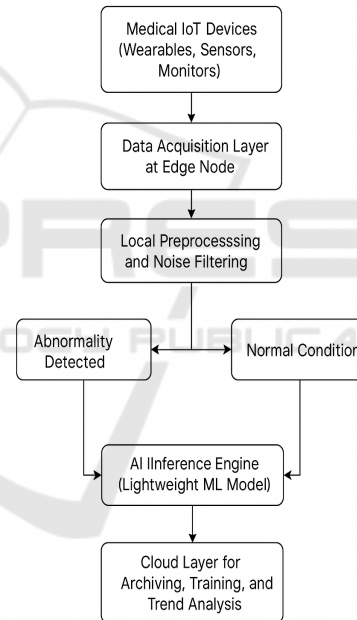 Medical IoT Devices
(Wearables, Sensors,
Monitors)
Data Acquisition Layer
at Edge Node
Local Preprocesssing
and Noise Filtering
Abnormality
Detected
Normal Condition
AI IInference Engine
(Lightweight ML Model)
Cloud Layer for
Archiving, Training, and
Trend Analysis